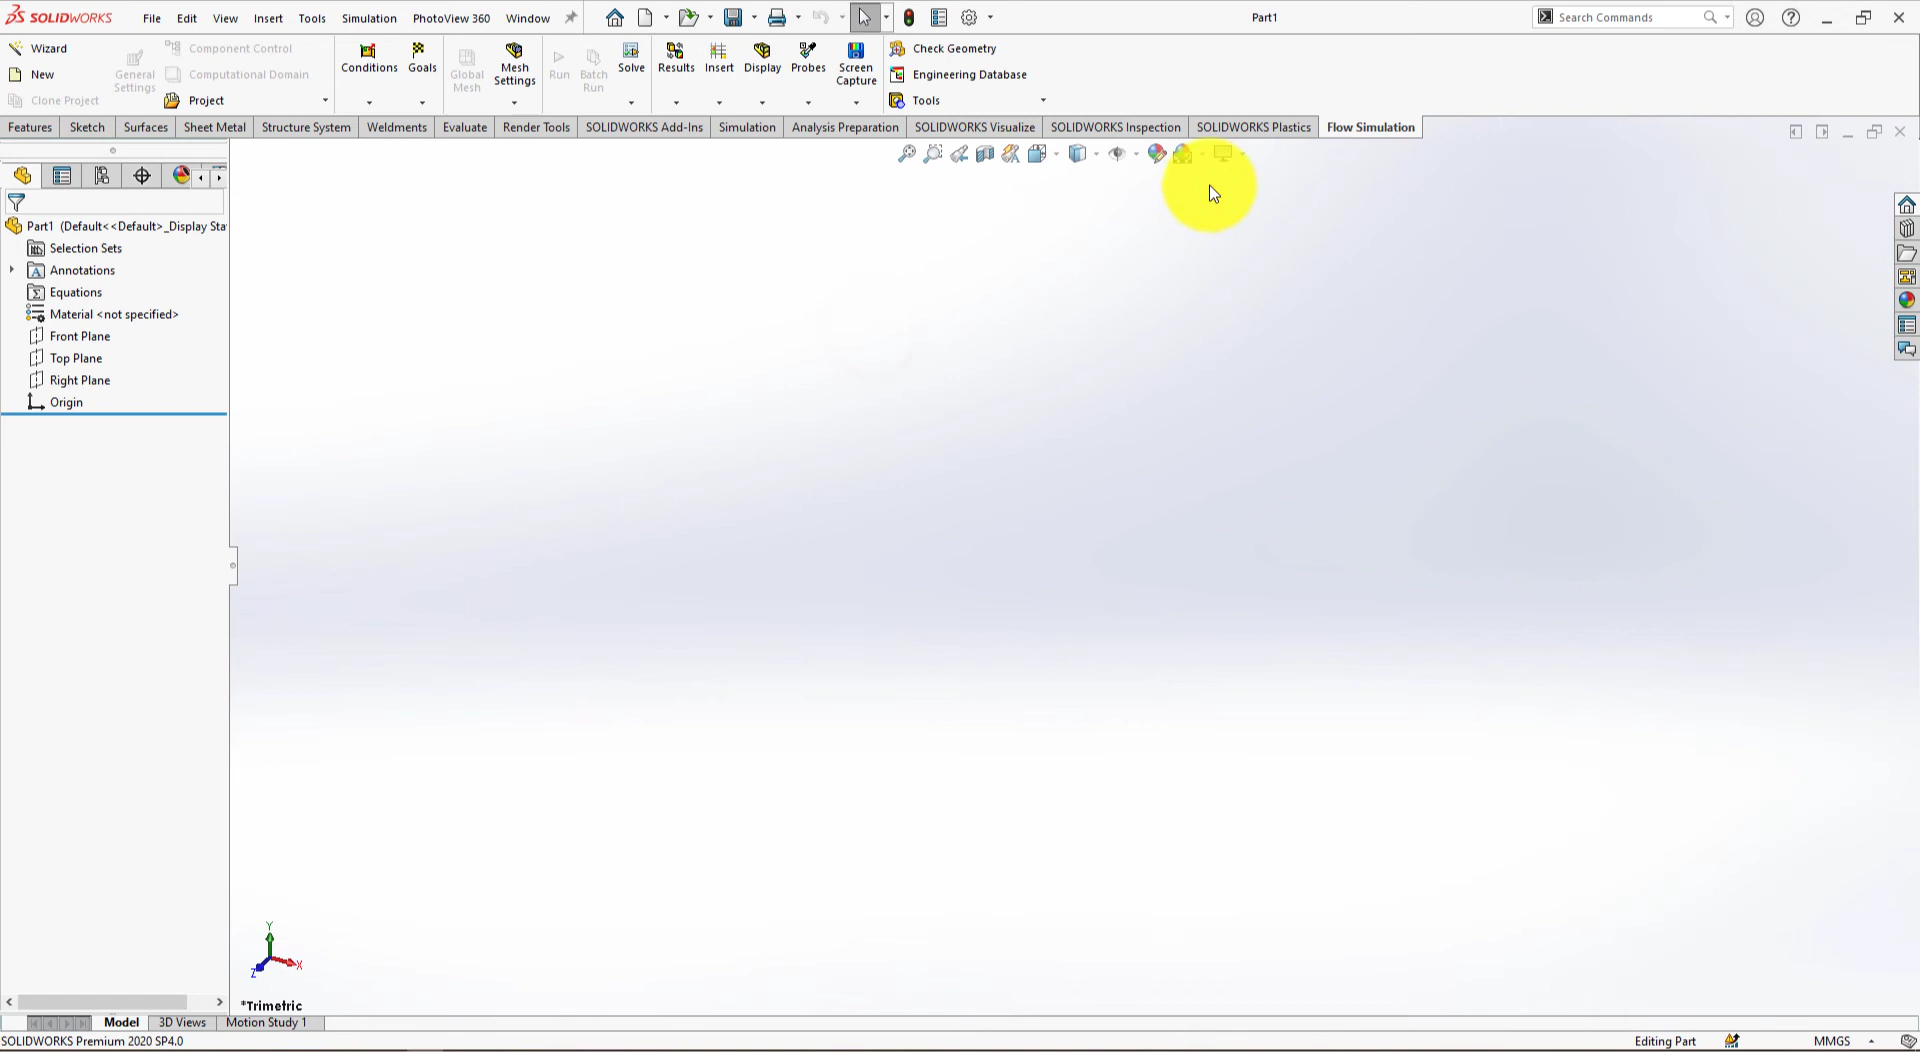 SOLIDWORKS File Edit View Insert Tools Simulation PhotoView 360 Window Part1 Search Commands
Wizard Component Control Check Geometry
New General Settings Computational Domain Engineering Database
Clone Project Project Tools
Conditions Goals Global Mesh Mesh Settings Run Batch Run Solve Results Insert Display Probes Screen Capture
Features Sketch Surfaces Sheet Metal Structure System Weldments Evaluate Render Tools SOLIDWORKS Add-Ins Simulation Analysis Preparation SOLIDWORKS Visualize SOLIDWORKS Inspection SOLIDWORKS Plastics Flow Simulation
Part1 (Default<<Default>_Display Sta
Selection Sets
Annotations
Equations
Material <not specified>
Front Plane
Top Plane
Right Plane
Origin
Y
Z X
*Trimetric
Model 3D Views Motion Study 1
SOLIDWORKS Premium 2020 SP4.0 Editing Part MMGS